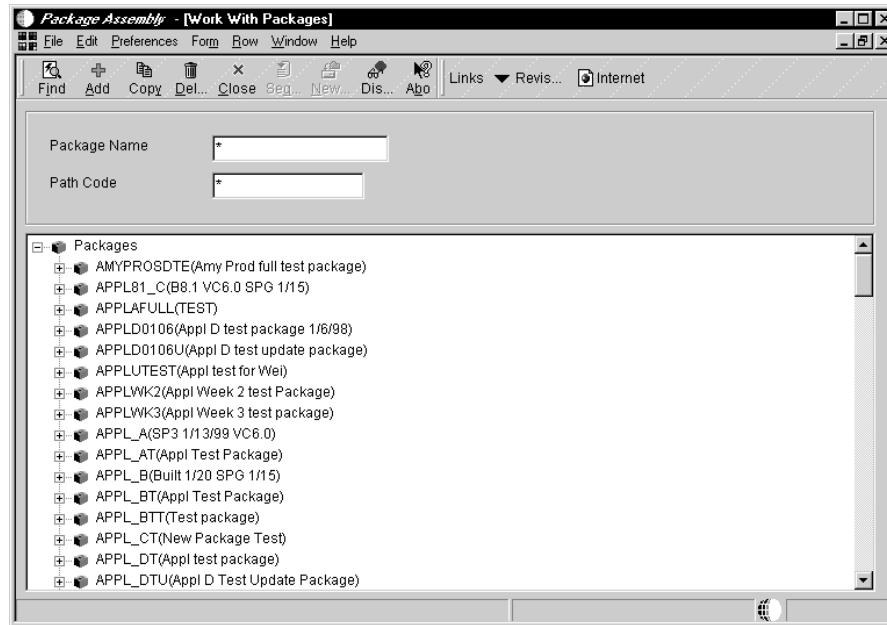 Package Assembly - [Work With Packages]
File Edit Preferences Form Row Window Help
Find Add Copy Del... Close Seq... New... Dis... Abo Links Revis... Internet
Package Name *
Path Code *
Packages
AMYPROSDTE(Amy Prod full test package)
APPL81_C(B8.1 VC6.0 SPG 1/15)
APPLAFULL(TEST)
APPLD0106(Appl D test package 1/6/98)
APPLD0106U(Appl D test update package)
APPLUTEST(Appl test for Wei)
APPLWK2(Appl Week 2 test Package)
APPLWK3(Appl Week 3 test package)
APPL_A(SP3 1/13/99 VC6.0)
APPL_AT(Appl Test Package)
APPL_B(Built 1/20 SPG 1/15)
APPL_BT(Appl Test Package)
APPL_BTT(Test package)
APPL_CT(New Package Test)
APPL_DT(Appl test package)
APPL_DTU(Appl D Test Update Package)